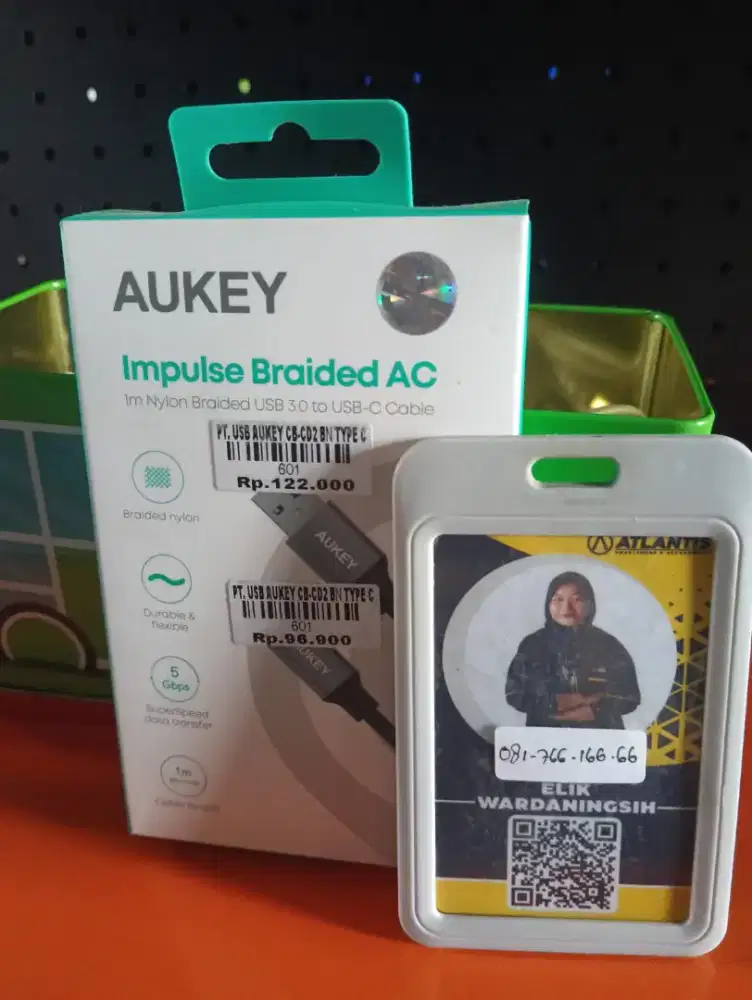 AUKEY
Impulse Braided AC
1m Nylon Braided USB 3.0 to USB-C Cable
PT. USB AUKEY CB-CD2 BN TYPE C
601
Rp.122.000
Braided nylon
AUKEY
Durable &
flexible
PT. USB AUKEY CB-CD2 BN TYPE C
601
Rp.96.900
AUKEY
5
Gbps
SuperSpeed
data transfer
1m
ATLANTIS
081-766-166-66
ELIK
WARDANINGSIH